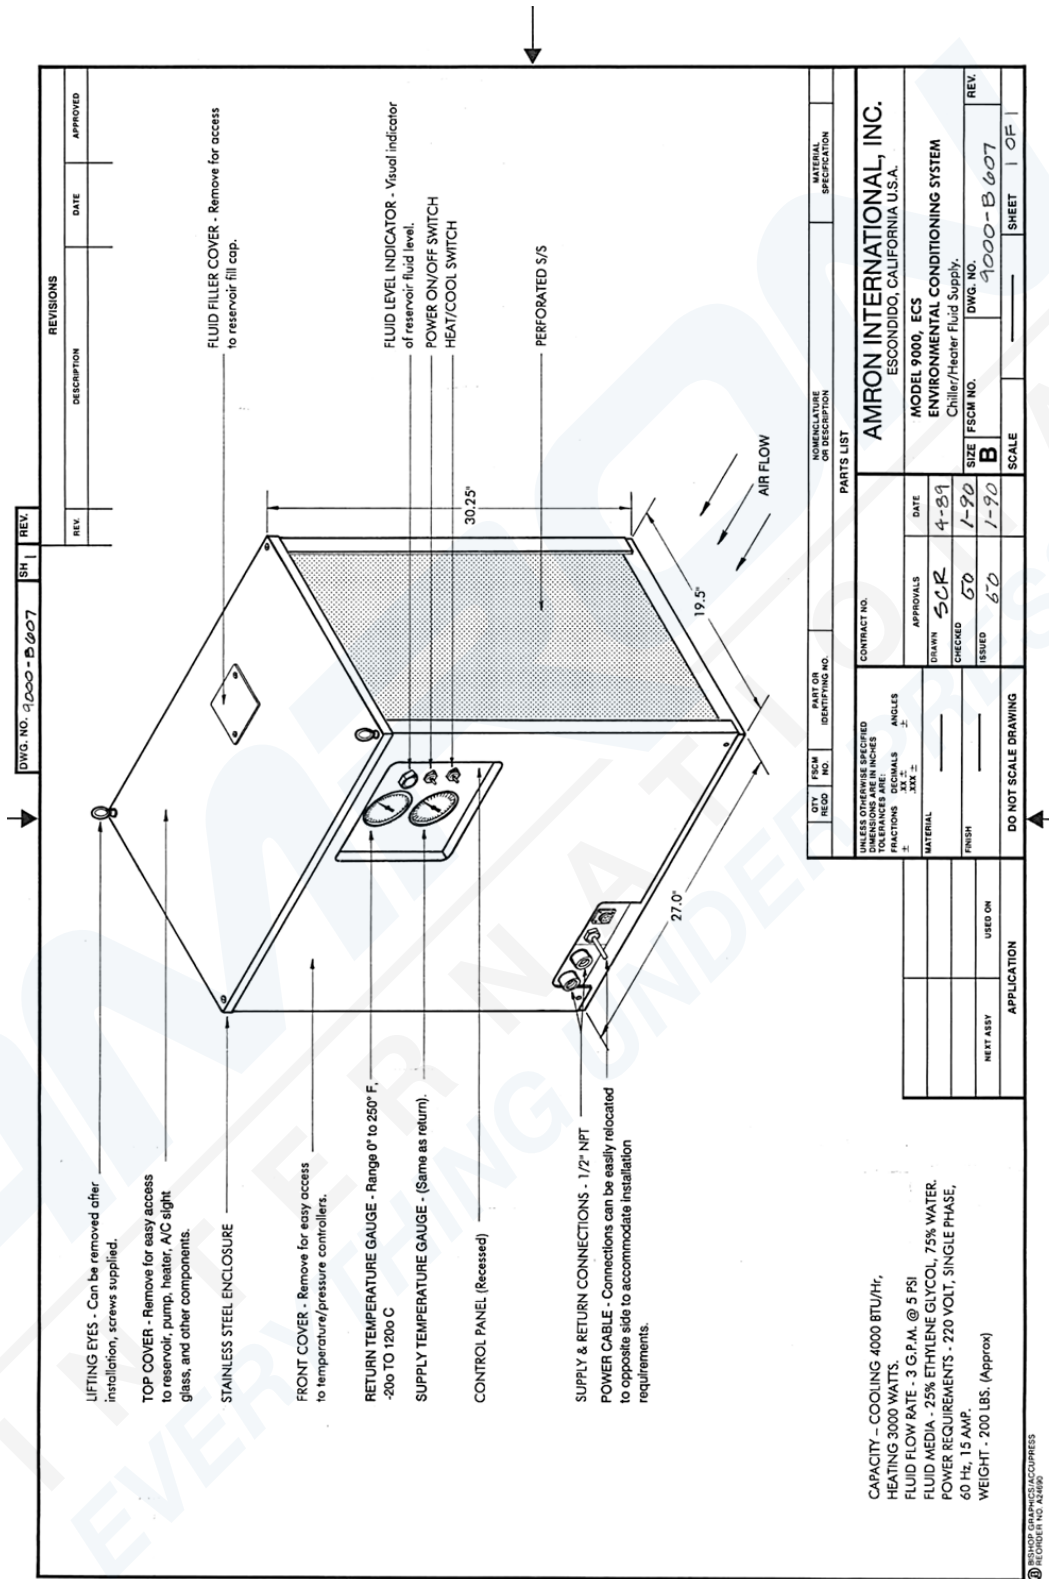 DWG. NO. 9000-B607 SH 1 REV.
REVISIONS
REV. DESCRIPTION DATE APPROVED
LIFTING EYES - Can be removed after
installation, screws supplied.
TOP COVER - Remove for easy access
to reservoir, pump, heater, A/C sight
glass, and other components.
STAINLESS STEEL ENCLOSURE
FRONT COVER - Remove for easy access
to temperature/pressure controllers.
RETURN TEMPERATURE GAUGE - Range 0° to 250° F,
-20o TO 120o C
SUPPLY TEMPERATURE GAUGE - (Same as return).
CONTROL PANEL (Recessed)
SUPPLY & RETURN CONNECTIONS - 1/2" NPT
POWER CABLE - Connections can be easily relocated
to opposite side to accommodate installation
requirements.
FLUID FILLER COVER - Remove for access
to reservoir fill cap.
FLUID LEVEL INDICATOR - Visual indicator
of reservoir fluid level.
POWER ON/OFF SWITCH
HEAT/COOL SWITCH
PERFORATED S/S
30.25"
19.5"
27.0"
AIR FLOW
CAPACITY – COOLING 4000 BTU/Hr,
HEATING 3000 WATTS.
FLUID FLOW RATE - 3 G.P.M. @ 5 PSI
FLUID MEDIA - 25% ETHYLENE GLYCOL, 75% WATER.
POWER REQUIREMENTS - 220 VOLT, SINGLE PHASE,
60 Hz, 15 AMP.
WEIGHT - 200 LBS. (Approx)
QTY REQD FSCM NO. PART OR IDENTIFYING NO. NOMENCLATURE OR DESCRIPTION MATERIAL SPECIFICATION
PARTS LIST
UNLESS OTHERWISE SPECIFIED
DIMENSIONS ARE IN INCHES
TOLERANCES ARE:
FRACTIONS DECIMALS ANGLES
± .XX ± ±
.XXX ±
MATERIAL
FINISH
DO NOT SCALE DRAWING
NEXT ASSY USED ON
APPLICATION
CONTRACT NO.
APPROVALS DATE
DRAWN SCR 4-89
CHECKED 1-90
ISSUED 1-90
AMRON INTERNATIONAL, INC.
ESCONDIDO, CALIFORNIA U.S.A.
MODEL 9000, ECS
ENVIRONMENTAL CONDITIONING SYSTEM
Chiller/Heater Fluid Supply.
SIZE B FSCM NO. DWG. NO. 9000-B607 REV.
SCALE SHEET 1 OF 1
BISHOP GRAPHICS/ACCUPRESS
REORDER NO. A24690
AMRON
INTERNATIONAL
EVERYTHING UNDER PRESSURE